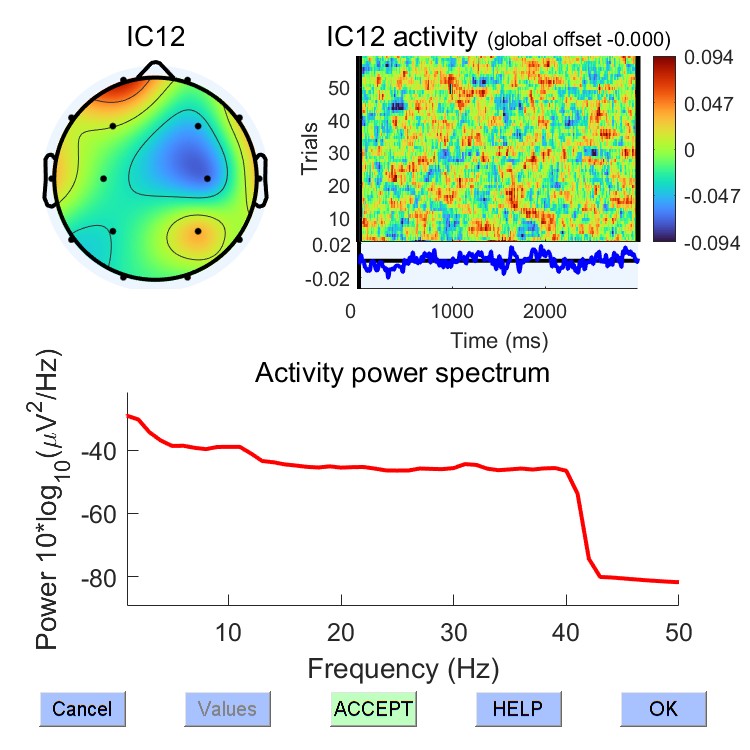 IC12
IC12 activity (global offset -0.000)
Trials
50
40
30
20
10
0.094
0.047
0
-0.047
-0.094
0.02
-0.02
0
1000
2000
Time (ms)
Activity power spectrum
Power 10*log10(μV2/Hz)
-40
-60
-80
10
20
30
40
50
Frequency (Hz)
Cancel
Values
ACCEPT
HELP
OK